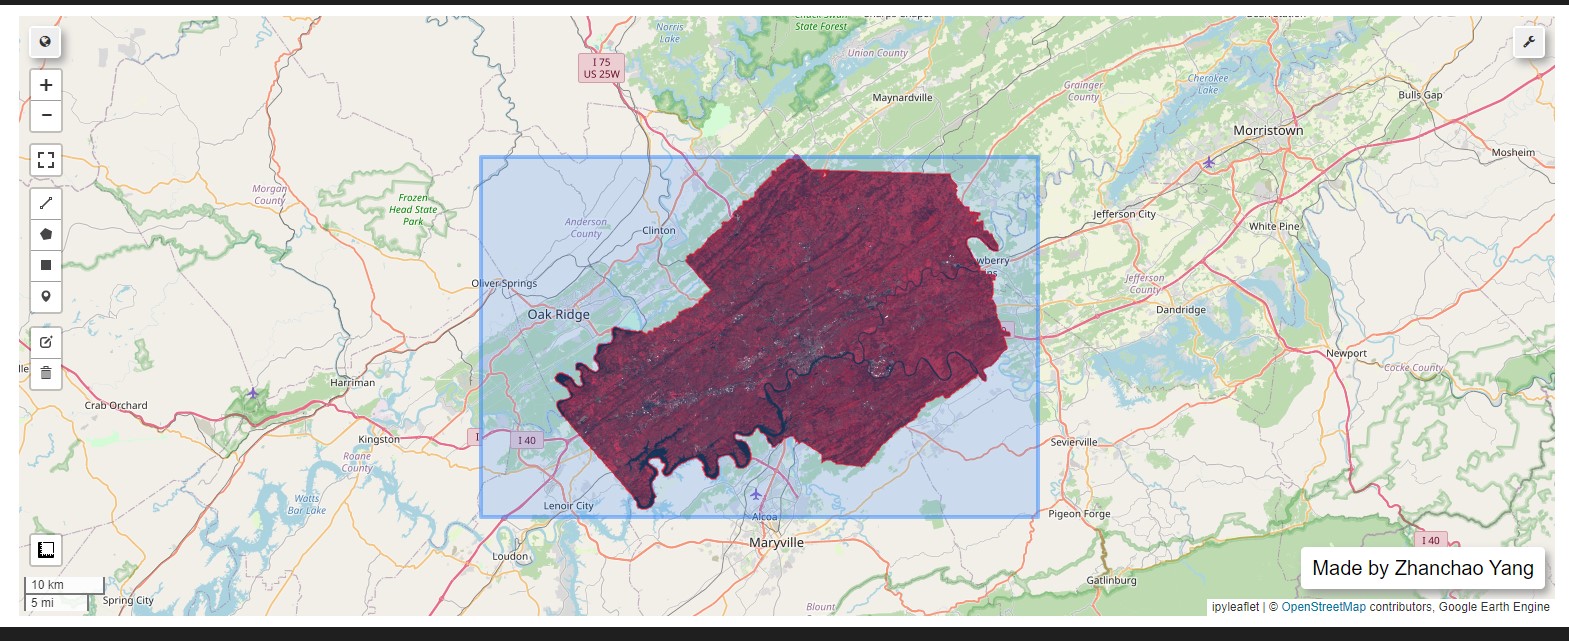 Norris
Lake
State Forest
Union County
I 75
US 25W
Maynardville
Grainger
County
Cherokee
Lake
Bulls Gap
Morristown
Mosheim
Morgan
County
Frozen
Head State
Park
Anderson
County
Clinton
Jefferson City
White Pine
wberry
Oliver Springs
Jefferson
County
Oak Ridge
Dandridge
Newport
Cocke County
Harriman
Crab Orchard
Kingston
I 40
Sevierville
Roane
County
Watts
Bar Lake
Lenoir City
Alcoa
Pigeon Forge
Maryville
I 40
Loudon
Made by Zhanchao Yang
Gatlinburg
10 km
5 mi
Spring City
Blount
ipyleaflet | © OpenStreetMap contributors, Google Earth Engine